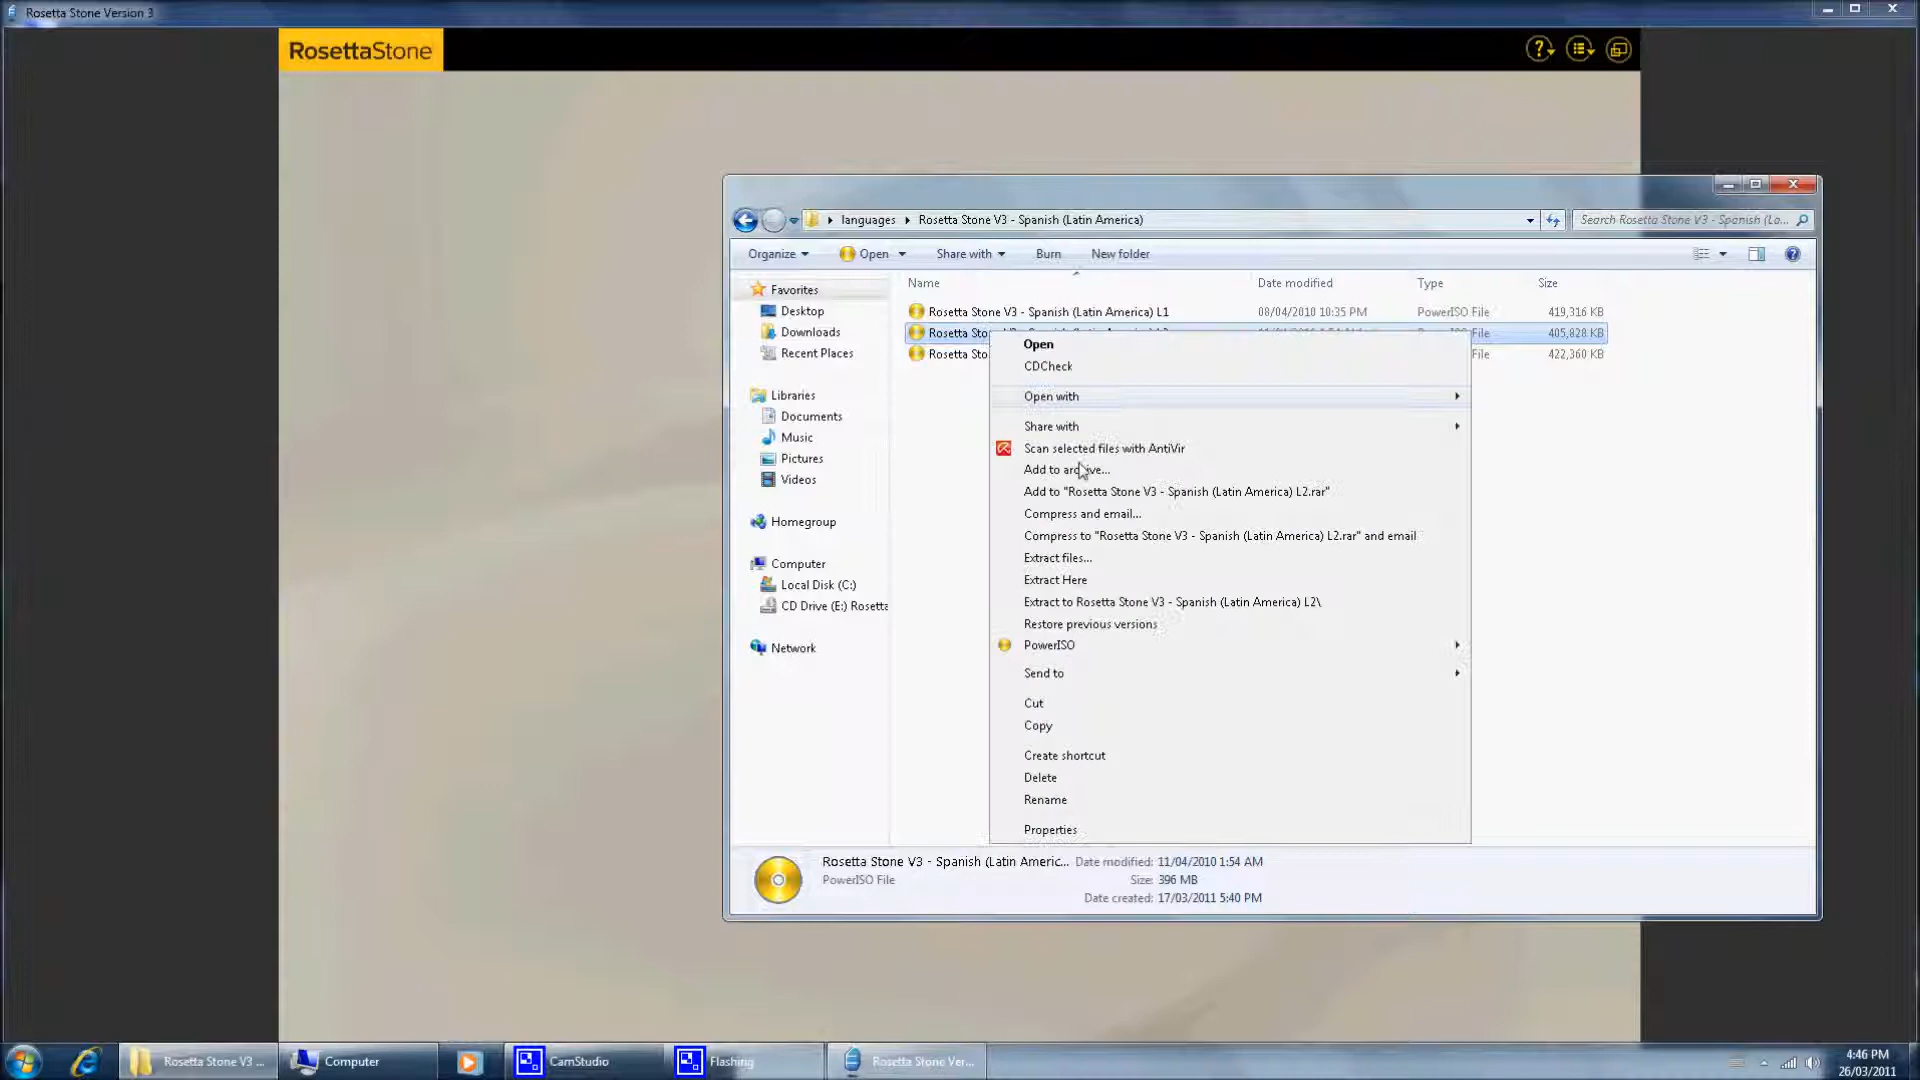 Rosetta Stone Version 3
RosettaStone
languages
Rosetta Stone V3 - Spanish (Latin America)
Search Rosetta Stone V3 - Spanish (La...
Organize
Open
Share with
Burn
New folder
Name
Date modified
Type
Size
Favorites
Desktop
Downloads
Recent Places
Libraries
Documents
Music
Pictures
Videos
Homegroup
Computer
Local Disk (C:)
CD Drive (E:) Rosetta
Network
Rosetta Stone V3 - Spanish (Latin America) L1 08/04/2010 10:35 PM PowerISO File 419,316 KB
Rosetta Sto File 405,828 KB
Rosetta Sto File 422,360 KB
Open
CDCheck
Open with
Share with
Scan selected files with AntiVir
Add to archive...
Add to "Rosetta Stone V3 - Spanish (Latin America) L2.rar"
Compress and email...
Compress to "Rosetta Stone V3 - Spanish (Latin America) L2.rar" and email
Extract files...
Extract Here
Extract to Rosetta Stone V3 - Spanish (Latin America) L2\
Restore previous versions
PowerISO
Send to
Cut
Copy
Create shortcut
Delete
Rename
Properties
Rosetta Stone V3 - Spanish (Latin Americ... Date modified: 11/04/2010 1:54 AM
PowerISO File Size: 396 MB
Date created: 17/03/2011 5:40 PM
Rosetta Stone V3 ...
Computer
CamStudio
Flashing
Rosetta Stone Ver...
4:46 PM
26/03/2011